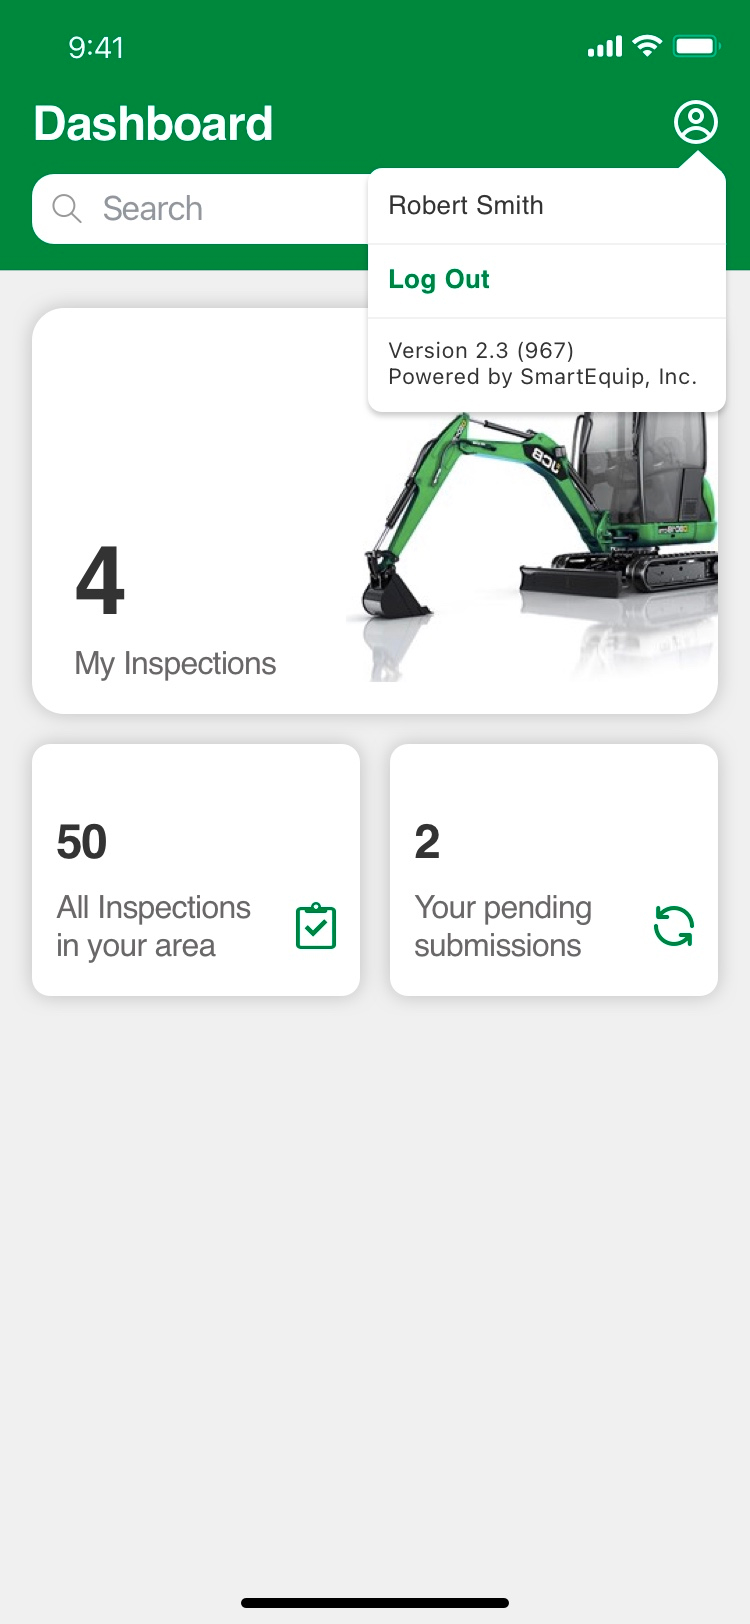 9:41
Dashboard
Search
Robert Smith
Log Out
Version 2.3 (967)
Powered by SmartEquip, Inc.
4
My Inspections
50
All Inspections
in your area
2
Your pending
submissions